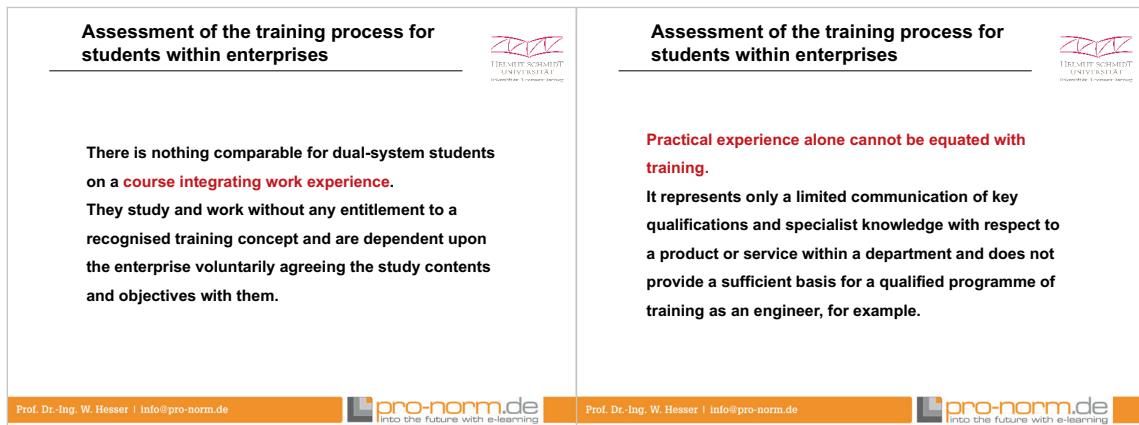 Assessment of the training process for
students within enterprises
HELMUT SCHMIDT
UNIVERSITÄT
There is nothing comparable for dual-system students
on a course integrating work experience.
They study and work without any entitlement to a
recognised training concept and are dependent upon
the enterprise voluntarily agreeing the study contents
and objectives with them.
Prof. Dr.-Ing. W. Hesser | info@pro-norm.de
pro-norm.de
into the future with e-learning
Assessment of the training process for
students within enterprises
HELMUT SCHMIDT
UNIVERSITÄT
Practical experience alone cannot be equated with
training.
It represents only a limited communication of key
qualifications and specialist knowledge with respect to
a product or service within a department and does not
provide a sufficient basis for a qualified programme of
training as an engineer, for example.
Prof. Dr.-Ing. W. Hesser | info@pro-norm.de
pro-norm.de
into the future with e-learning